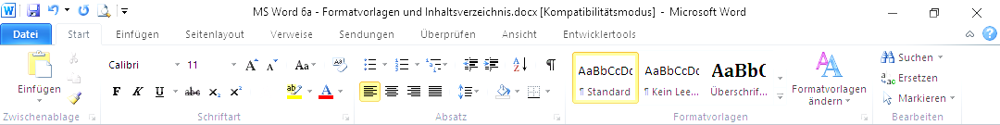 MS Word 6a - Formatvorlagen und Inhaltsverzeichnis.docx [Kompatibilitätsmodus] - Microsoft Word
Datei Start Einfügen Seitenlayout Verweise Sendungen Überprüfen Ansicht Entwicklertools
Einfügen
Zwischenablage
Calibri 11 A A Aa
F K U abc X₂ X² ab A A
Schriftart
Absatz
AaBbCcDc AaBbCcDc AaBbC
¶ Standard ¶ Kein Lee... Überschrif...
Formatvorlagen
ändern
Formatvorlagen
Suchen
Ersetzen
Markieren
Bearbeiten